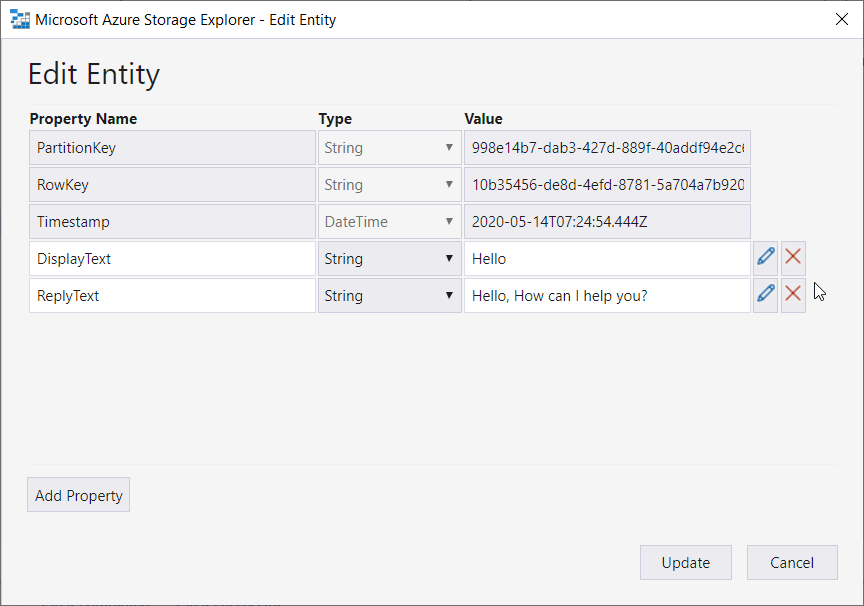 Microsoft Azure Storage Explorer - Edit Entity
Edit Entity
Property Name Type Value
PartitionKey String 998e14b7-dab3-427d-889f-40addf94e2c
RowKey String 10b35456-de8d-4efd-8781-5a704a7b920
Timestamp DateTime 2020-05-14T07:24:54.444Z
DisplayText String Hello
ReplyText String Hello, How can I help you?
Add Property
Update Cancel